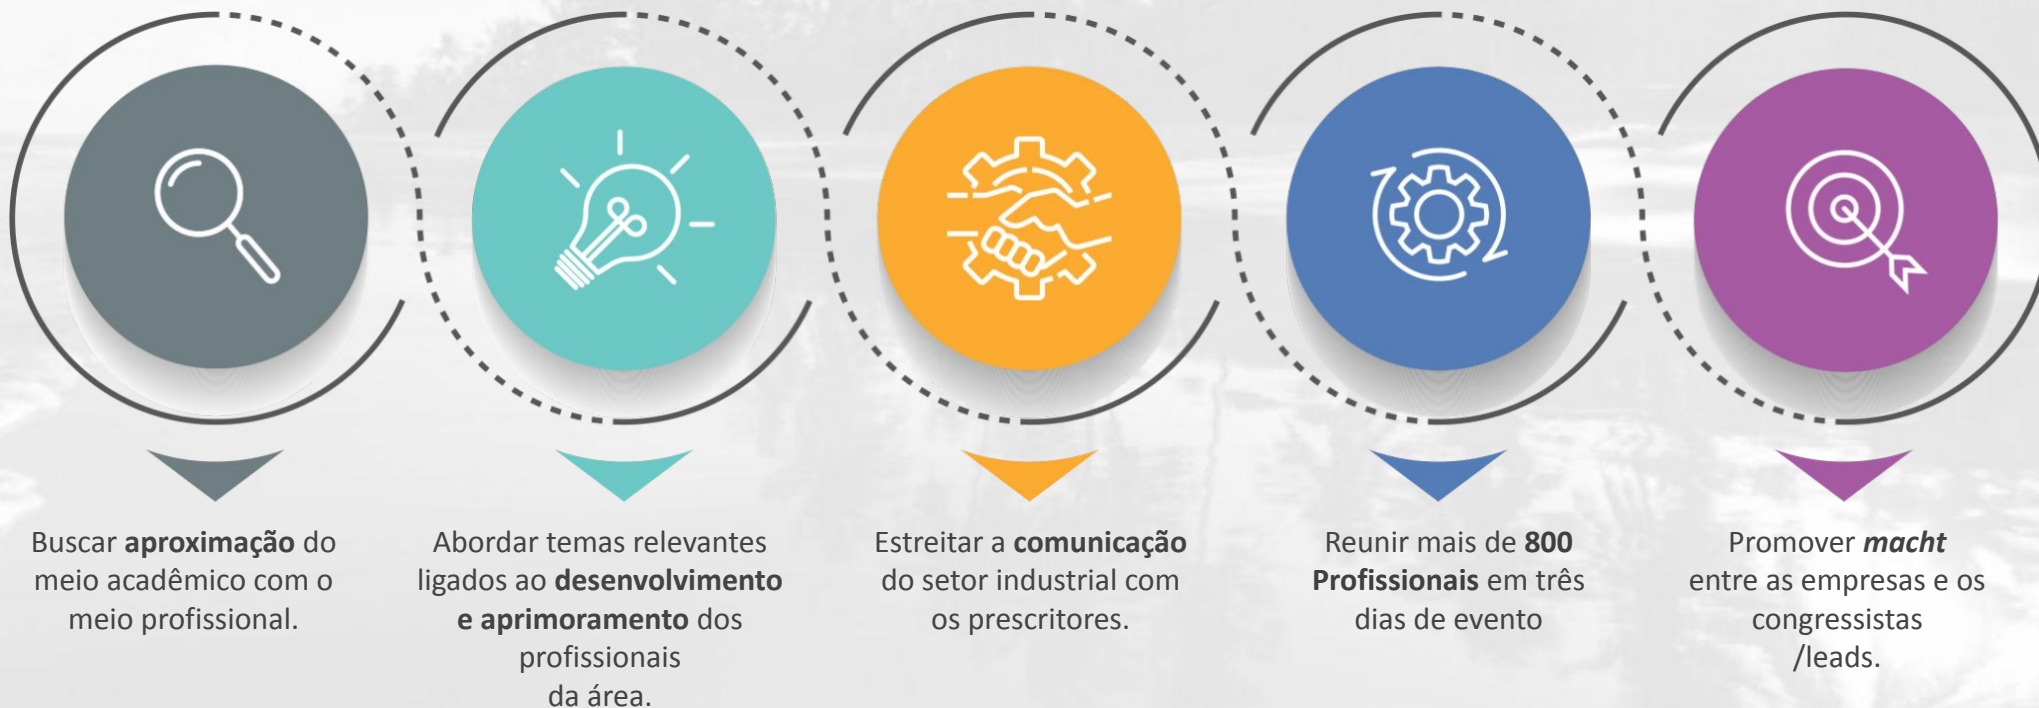 Buscar aproximação do
meio acadêmico com o
meio profissional.
Abordar temas relevantes
ligados ao desenvolvimento
e aprimoramento dos
profissionais
da área.
Estreitar a comunicação
do setor industrial com
os prescritores.
Reunir mais de 800
Profissionais em três
dias de evento
Promover macht
entre as empresas e os
congressistas
/leads.